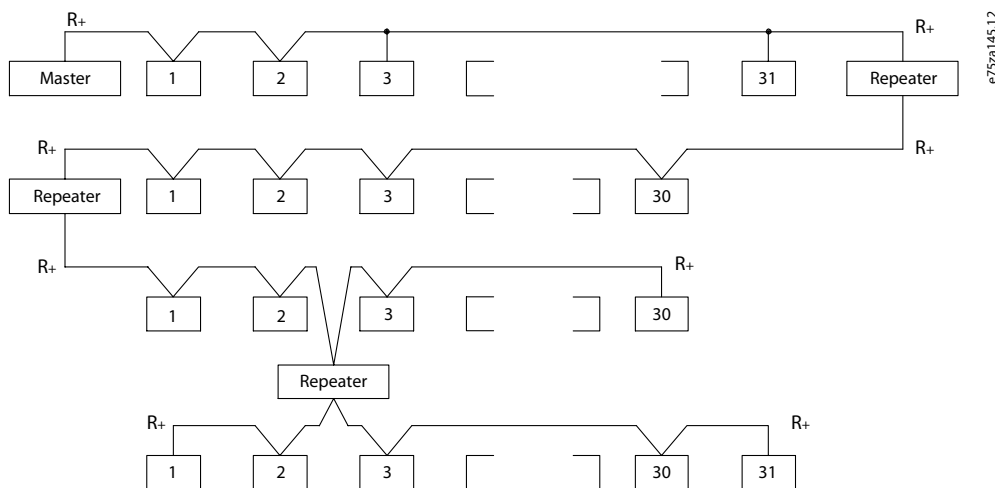 R+ R+
Master 1 2 3 31 Repeater
e75za145.12
R+ R+
Repeater 1 2 3 30
R+ R+
1 2 3 30
Repeater
R+ R+
1 2 3 30 31